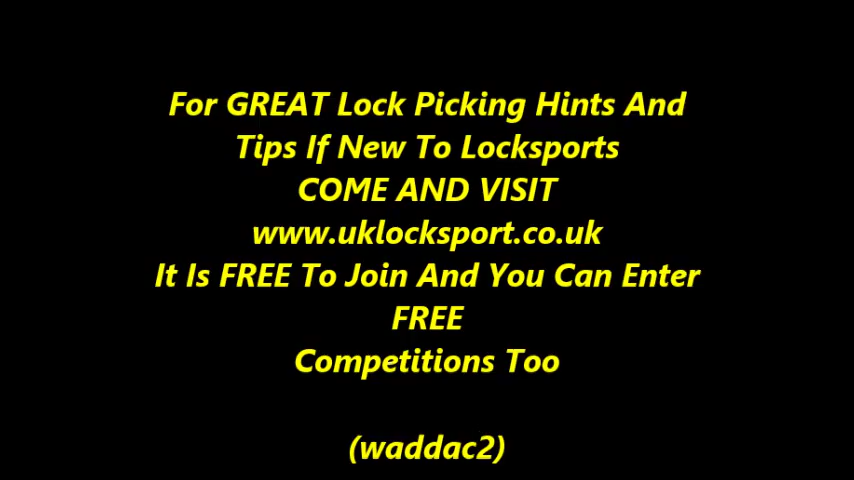 For GREAT Lock Picking Hints And
Tips If New To Locksports
COME AND VISIT
www.uklocksport.co.uk
It Is FREE To Join And You Can Enter
FREE
Competitions Too
(waddac2)